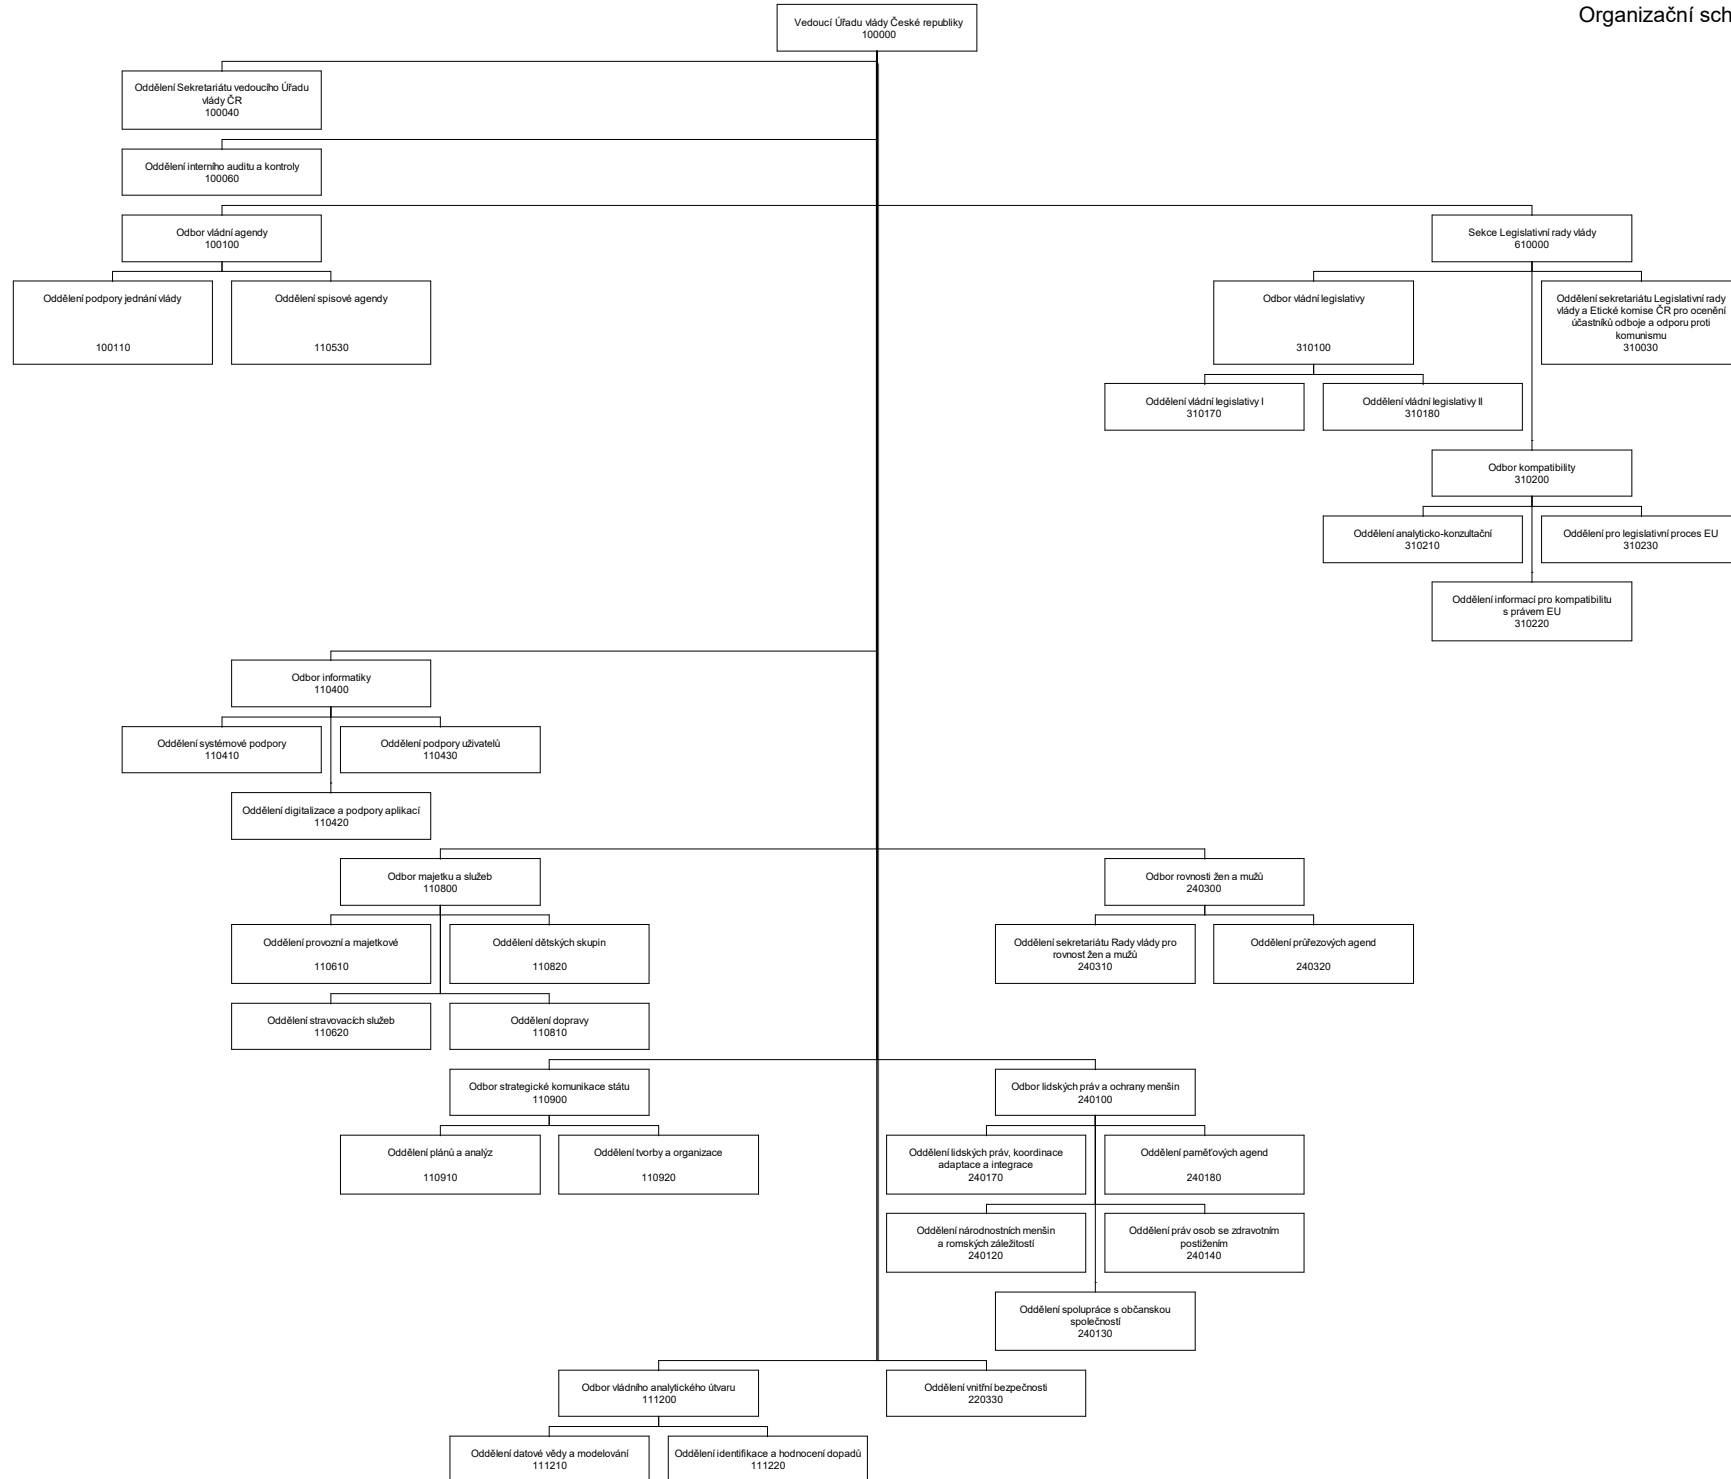 Organizační sch
Vedoucí Úřadu vlády České republiky
100000
Oddělení Sekretariátu vedoucího Úřadu
vlády ČR
100040
Oddělení interního auditu a kontroly
100060
Odbor vládní agendy
100100
Sekce Legislativní rady vlády
610000
Oddělení podpory jednání vlády
100110
Oddělení spisové agendy
110530
Odbor vládní legislativy
310100
Oddělení sekretariátu Legislativní rady
vlády a Etické komise ČR pro ocenění
účastníků odboje a odporu proti
komunismu
310030
Oddělení vládní legislativy I
310170
Oddělení vládní legislativy II
310180
Odbor kompatibility
310200
Oddělení analyticko-konzultační
310210
Oddělení pro legislativní proces EU
310230
Oddělení informací pro kompatibilitu
s právem EU
310220
Odbor informatiky
110400
Oddělení systémové podpory
110410
Oddělení podpory uživatelů
110430
Oddělení digitalizace a podpory aplikací
110420
Odbor majetku a služeb
110800
Odbor rovnosti žen a mužů
240300
Oddělení provozní a majetkové
110610
Oddělení dětských skupin
110820
Oddělení sekretariátu Rady vlády pro
rovnost žen a mužů
240310
Oddělení průřezových agend
240320
Oddělení stravovacích služeb
110620
Oddělení dopravy
110810
Odbor strategické komunikace státu
110900
Odbor lidských práv a ochrany menšin
240100
Oddělení plánů a analýz
110910
Oddělení tvorby a organizace
110920
Oddělení lidských práv, koordinace
adaptace a integrace
240170
Oddělení paměťových agend
240180
Oddělení národnostních menšin
a romských záležitostí
240120
Oddělení práv osob se zdravotním
postižením
240140
Oddělení spolupráce s občanskou
společností
240130
Odbor vládního analytického útvaru
111200
Oddělení vnitřní bezpečnosti
220330
Oddělení datové vědy a modelování
111210
Oddělení identifikace a hodnocení dopadů
111220